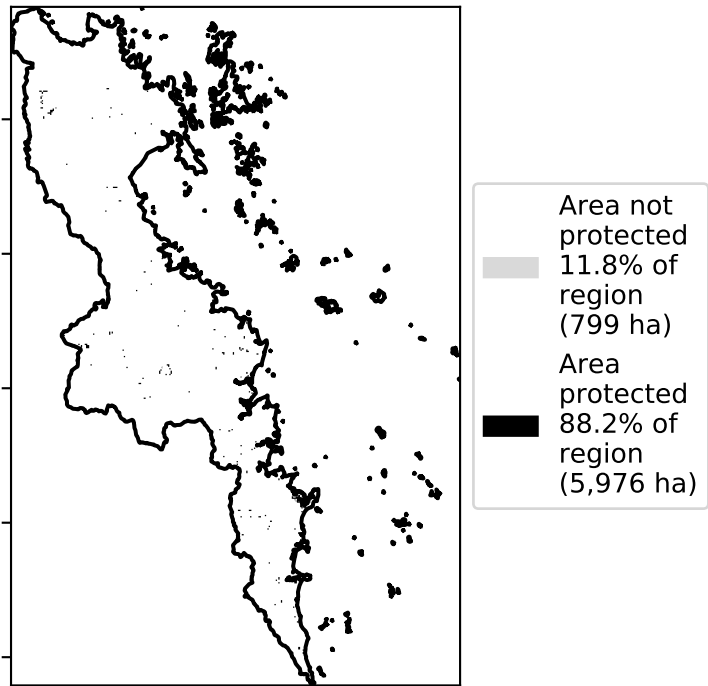 Area not
protected
11.8% of
region
(799 ha)
Area
protected
88.2% of
region
(5,976 ha)